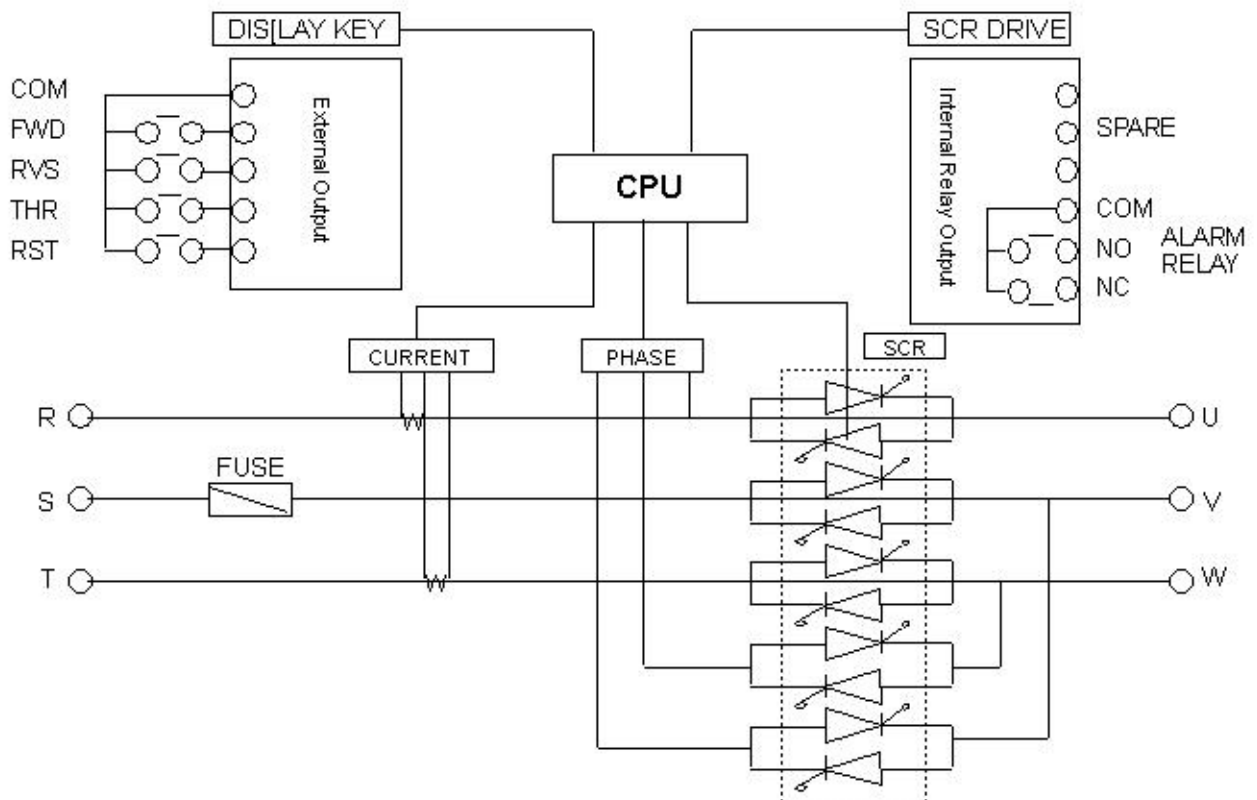 DIS[LAY KEY
SCR DRIVE
COM
FWD
RVS
THR
RST
External Output
CPU
Internal Relay Output
SPARE
COM
NO
NC
ALARM
RELAY
CURRENT
PHASE
SCR
R
U
FUSE
S
V
T
W